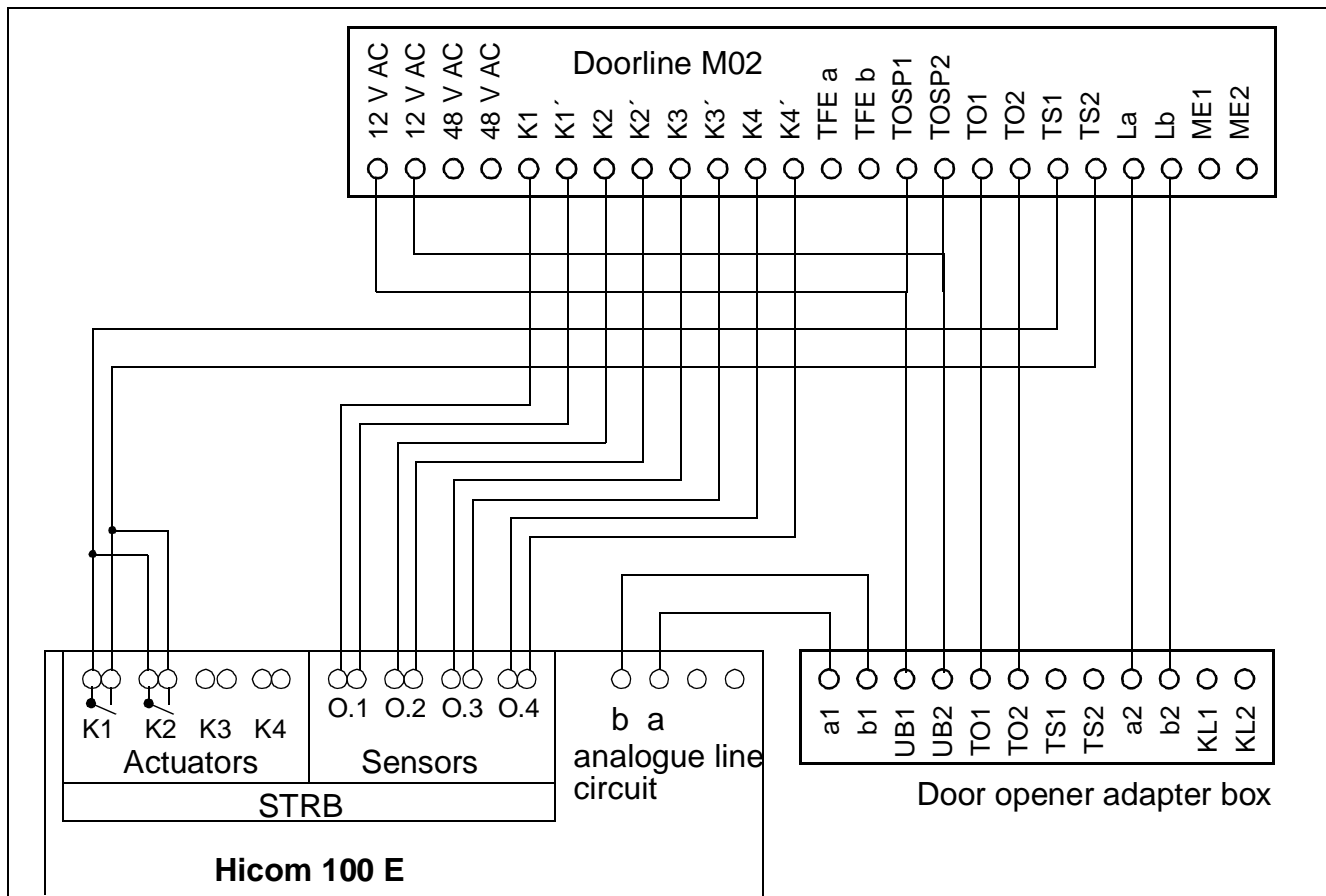 Doorline M02
12 V AC
12 V AC
48 V AC
48 V AC
K1
K1´
K2
K2´
K3
K3´
K4
K4´
TFE a
TFE b
TOSP1
TOSP2
TO1
TO2
TS1
TS2
La
Lb
ME1
ME2
K1
K2
K3
K4
Actuators
O.1
O.2
O.3
O.4
Sensors
STRB
b a
analogue line
circuit
Hicom 100 E
a1
b1
UB1
UB2
TO1
TO2
TS1
TS2
a2
b2
KL1
KL2
Door opener adapter box